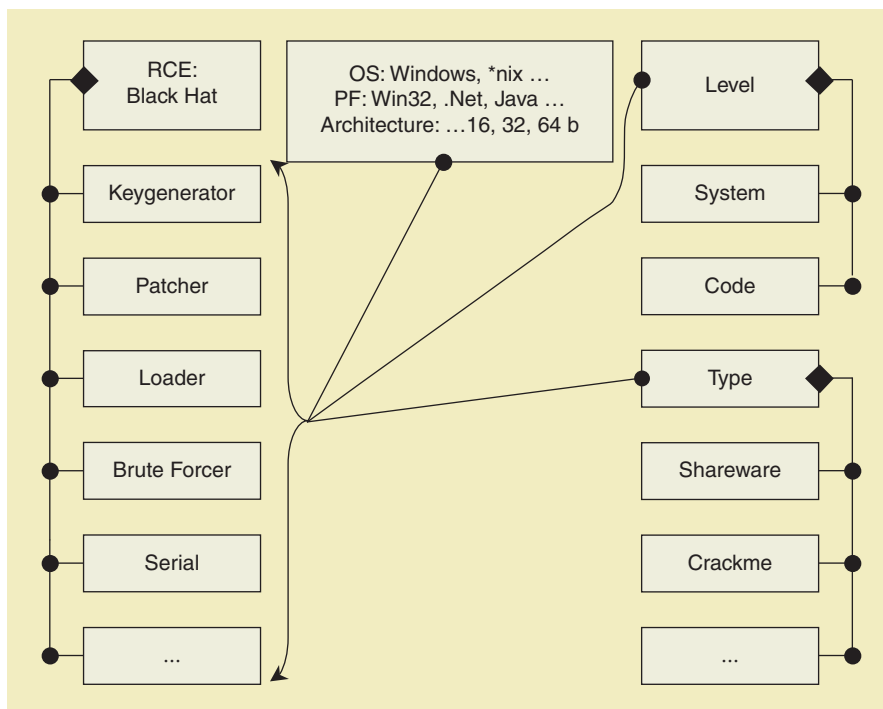 RCE:
Black Hat
Keygenerator
Patcher
Loader
Brute Forcer
Serial
...
OS: Windows, *nix ...
PF: Win32, .Net, Java ...
Architecture: ...16, 32, 64 b
Level
System
Code
Type
Shareware
Crackme
...